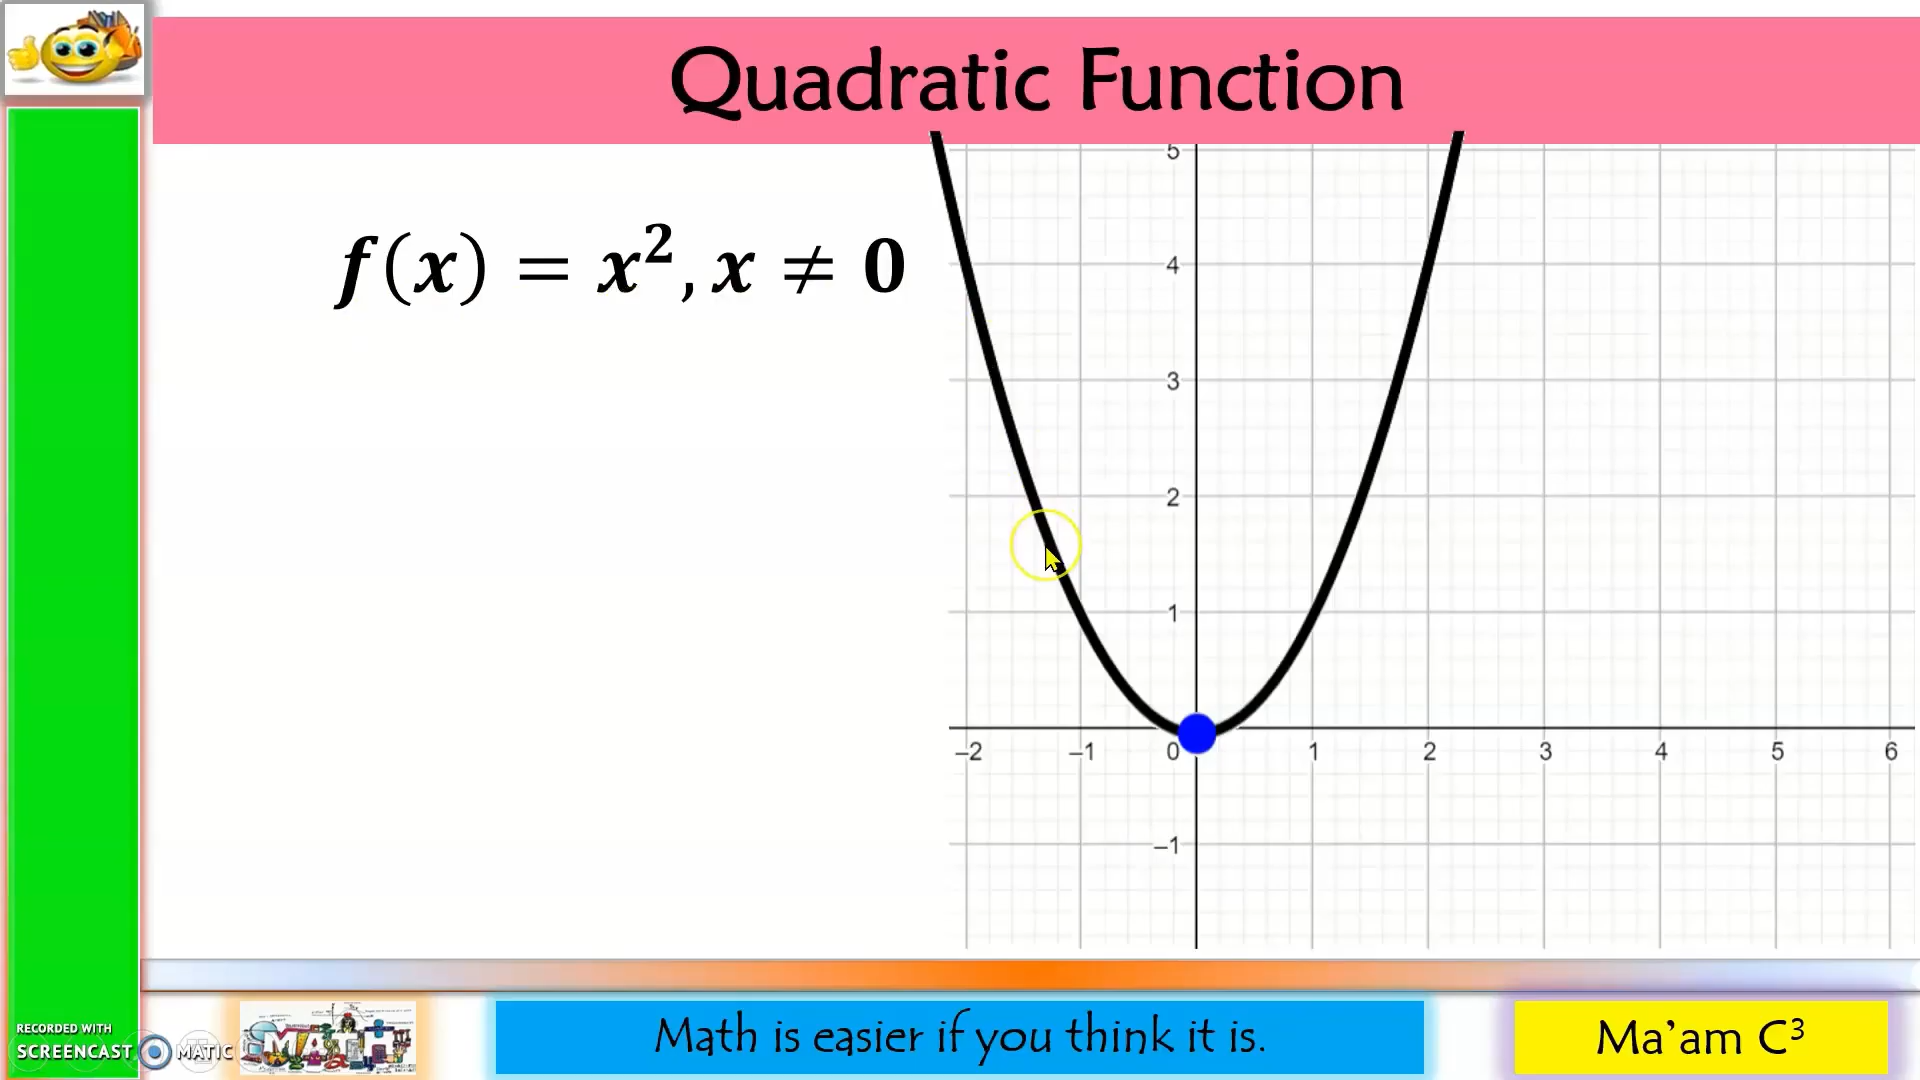 Quadratic Function
f(x) = x², x ≠ 0
5
4
3
2
1
–2 –1 0 1 2 3 4 5 6
–1
RECORDED WITH
SCREENCAST MATIC
MATH
Math is easier if you think it is.
Ma’am C³